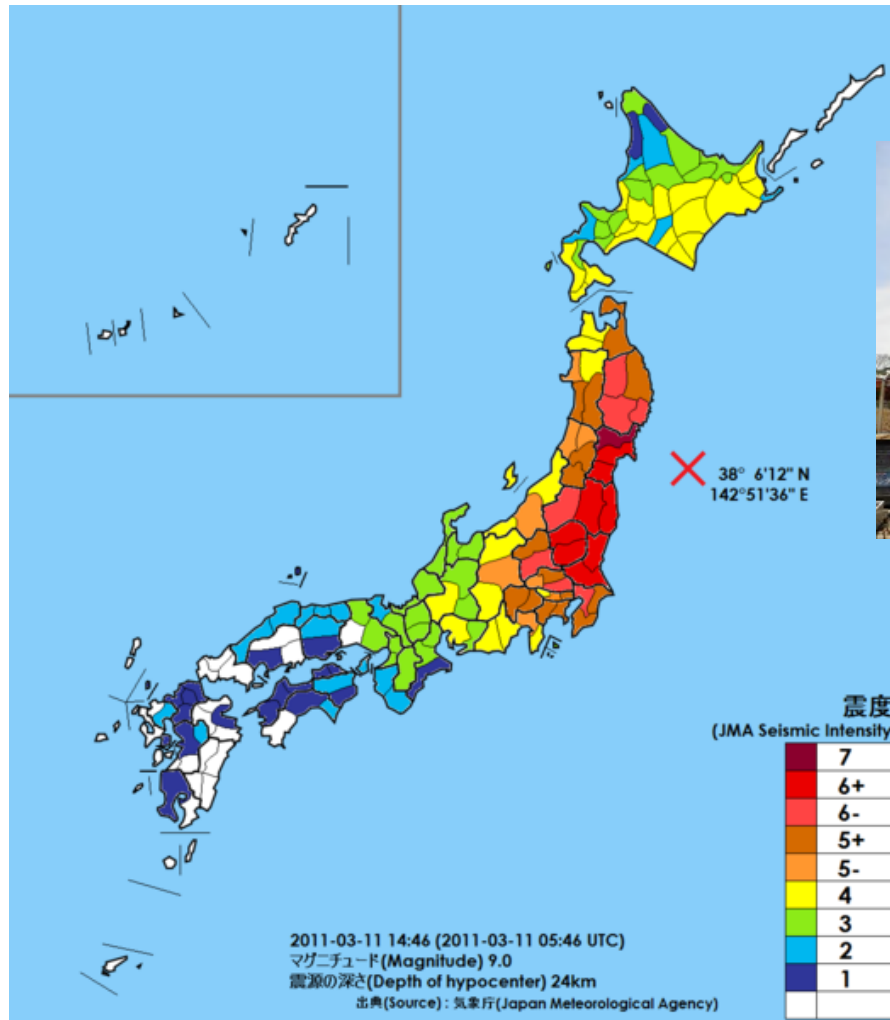 38° 6'12" N
142°51'36" E
震度
(JMA Seismic Intensity
7
6+
6-
5+
5-
4
3
2
1
2011-03-11 14:46 (2011-03-11 05:46 UTC)
マグニチュード(Magnitude) 9.0
震源の深さ(Depth of hypocenter) 24km
出典(Source) : 気象庁(Japan Meteorological Agency)